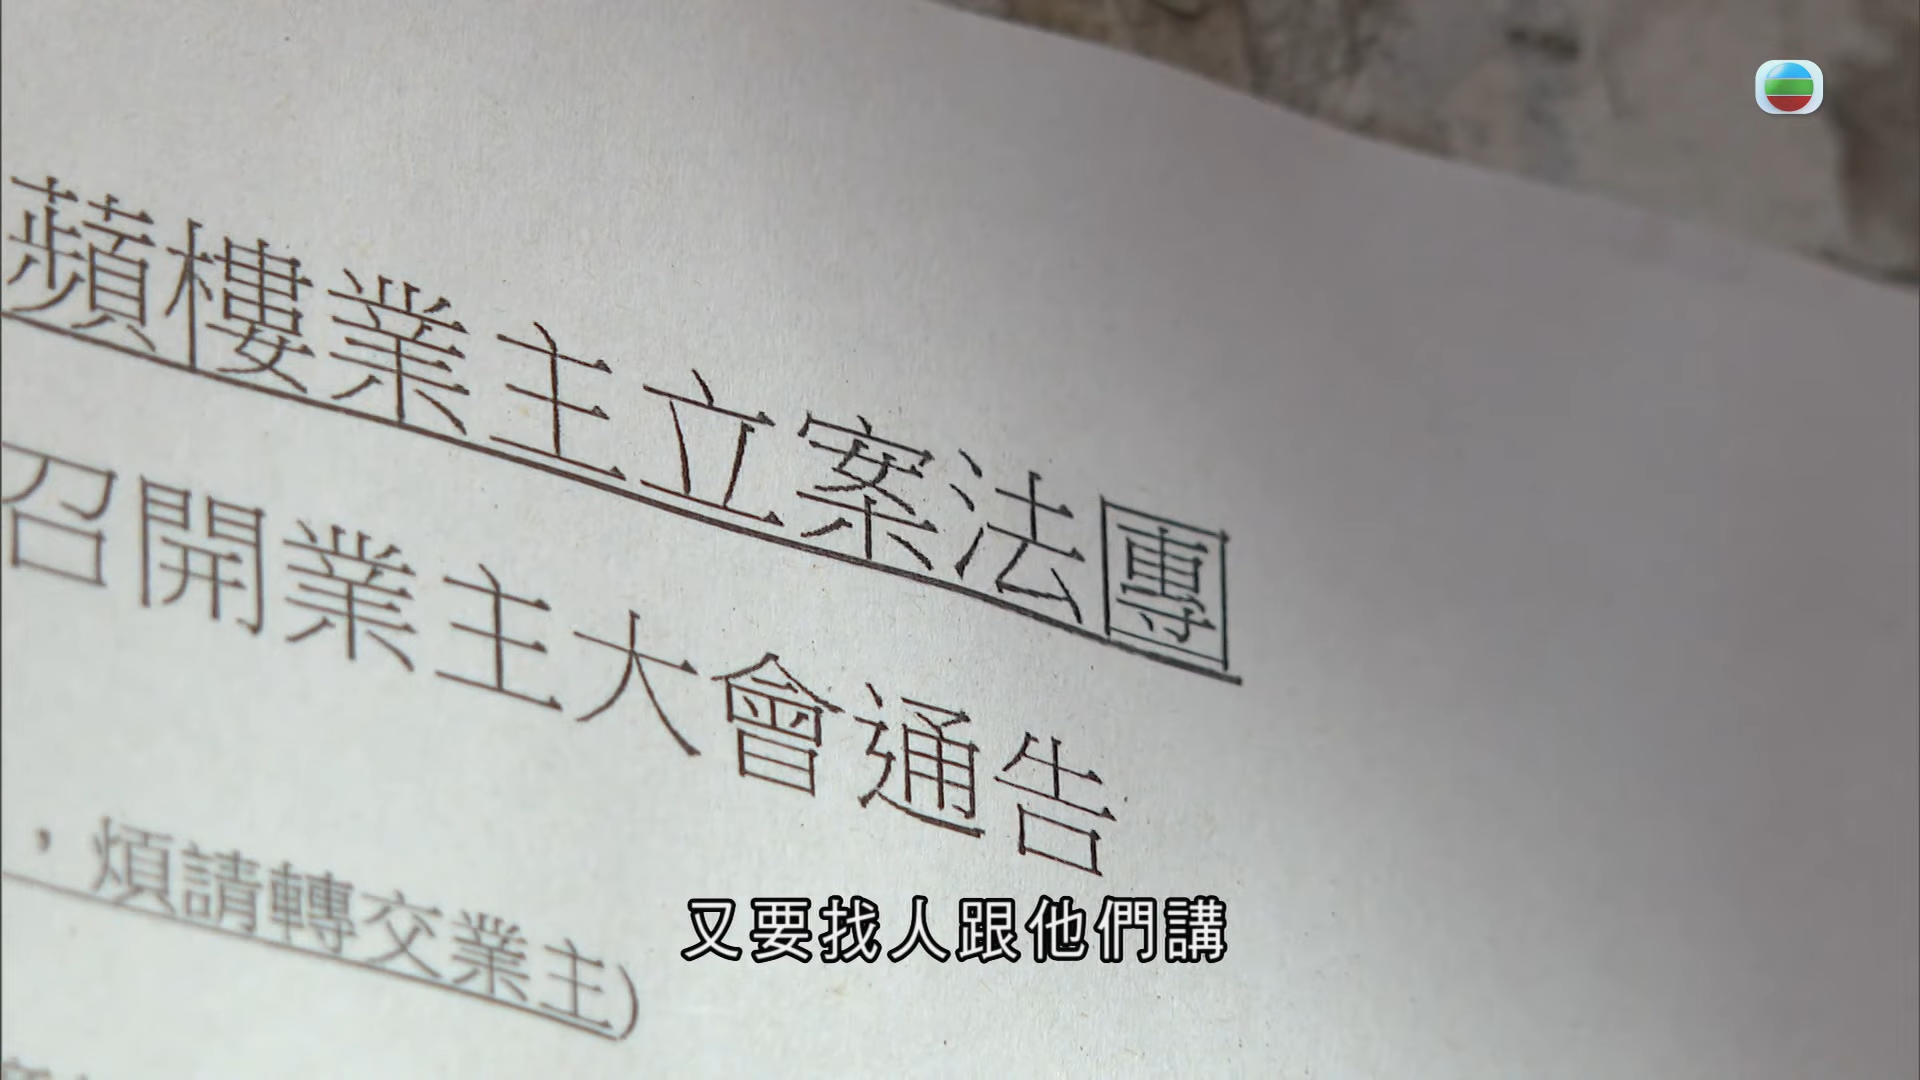 蘋樓業主立案法團
召開業主大會通告
，煩請轉交業主)
又要找人跟他們講